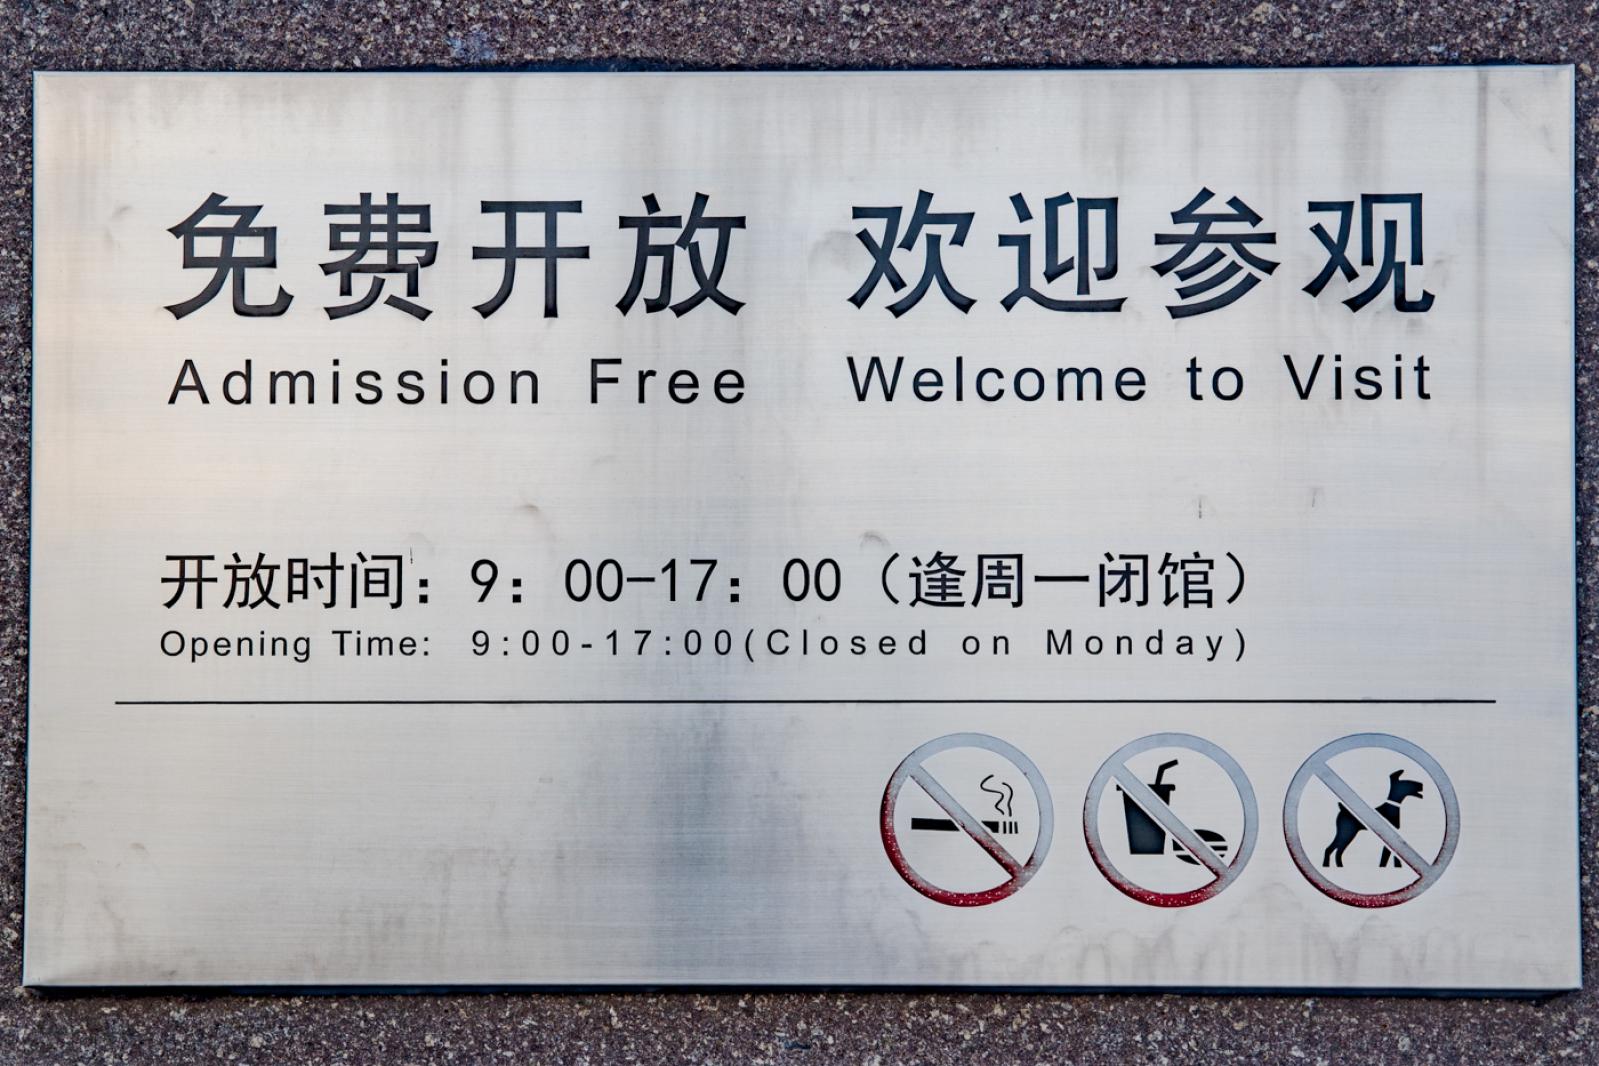 免费开放 欢迎参观
Admission Free Welcome to Visit
开放时间：9：00-17：00（逢周一闭馆）
Opening Time: 9:00-17:00(Closed on Monday)